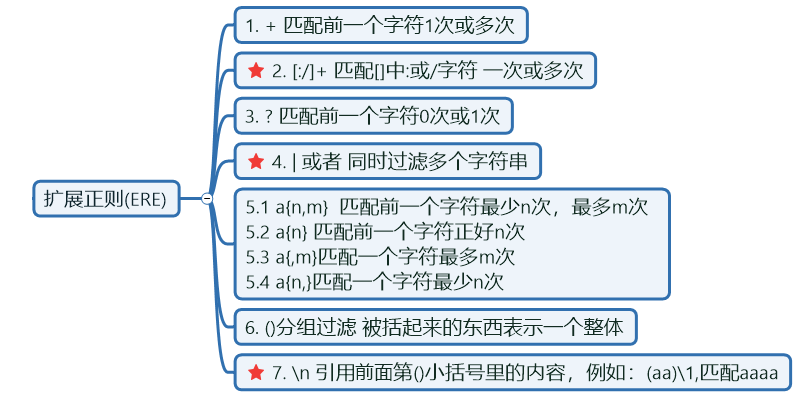 1. + 匹配前一个字符1次或多次
2. [:/]+ 匹配[]中:或/字符 一次或多次
3. ? 匹配前一个字符0次或1次
4. | 或者 同时过滤多个字符串
扩展正则(ERE)
5.1 a{n,m} 匹配前一个字符最少n次，最多m次
5.2 a{n} 匹配前一个字符正好n次
5.3 a{,m}匹配一个字符最多m次
5.4 a{n,}匹配一个字符最少n次
6. ()分组过滤 被括起来的东西表示一个整体
7. \n 引用前面第()小括号里的内容，例如：(aa)\1,匹配aaaa